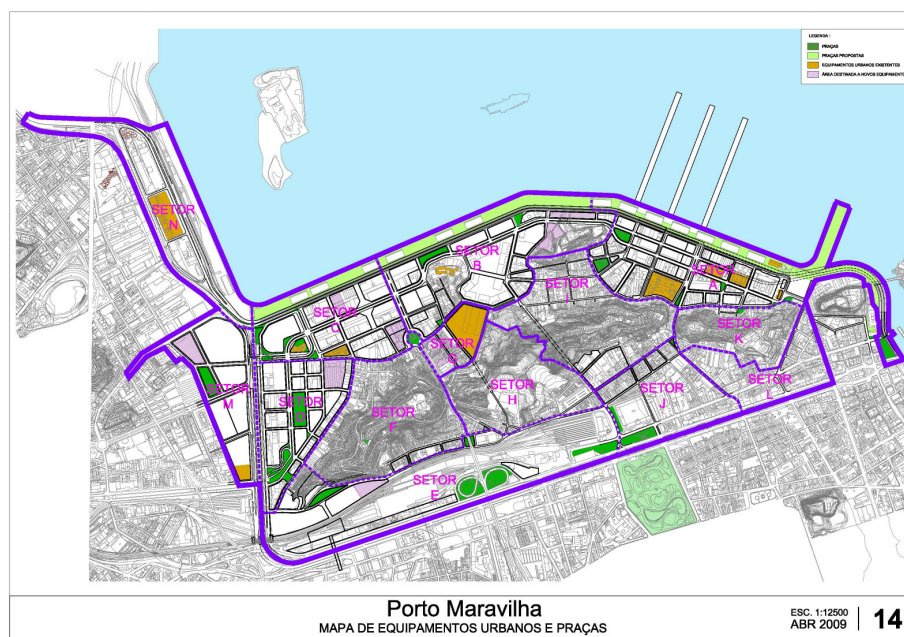 LEGENDA :
PRAÇAS
PRAÇAS PROPOSTAS
EQUIPAMENTOS URBANOS EXISTENTES
ÁREA DESTINADA A NOVOS EQUIPAMENTO
SETOR
N
SETOR
B
SETOR
A
SETOR
I
SETOR
C
SETOR
K
SETOR
G
SETOR
M
SETOR
D
SETOR
F
SETOR
H
SETOR
J
SETOR
L
SETOR
E
Porto Maravilha
MAPA DE EQUIPAMENTOS URBANOS E PRAÇAS
ESC. 1:12500
ABR 2009
14